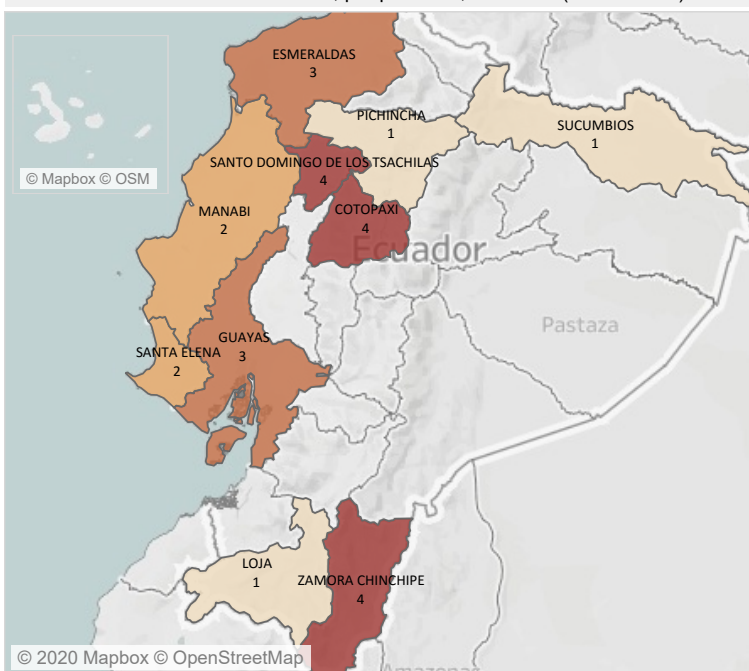 ESMERALDAS
3
PICHINCHA
1
SUCUMBIOS
1
© Mapbox © OSM
SANTO DOMINGO DE LOS TSACHILAS
4
MANABI
2
COTOPAXI
4
Ecuador
Pastaza
GUAYAS
3
SANTA ELENA
2
LOJA
1
ZAMORA CHINCHIPE
4
© 2020 Mapbox © OpenStreetMap
Amazonas